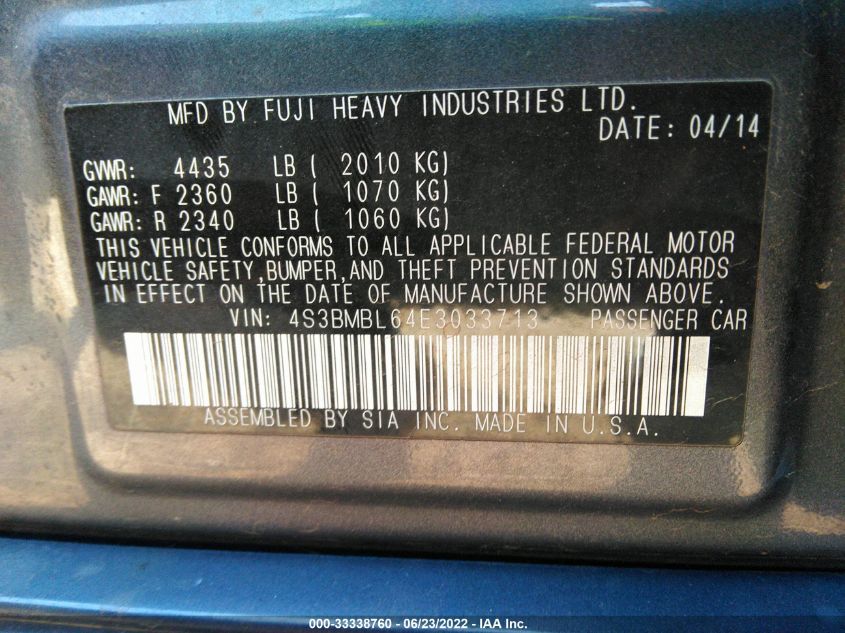 MFD BY FUJI HEAVY INDUSTRIES LTD.
DATE: 04/14
GVWR: 4435 LB ( 2010 KG)
GAWR: F 2360 LB ( 1070 KG)
GAWR: R 2340 LB ( 1060 KG)
THIS VEHICLE CONFORMS TO ALL APPLICABLE FEDERAL MOTOR
VEHICLE SAFETY,BUMPER,AND THEFT PREVENTION STANDARDS
IN EFFECT ON THE DATE OF MANUFACTURE SHOWN ABOVE.
VIN: 4S3BMBL64E3033713 PASSENGER CAR
ASSEMBLED BY SIA INC. MADE IN U.S.A.
000-33338760 - 06/23/2022 - IAA Inc.